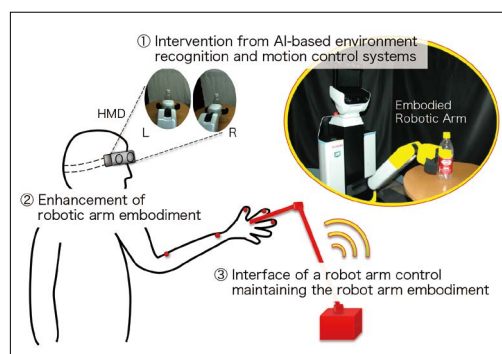 ① Intervention from AI-based environment
recognition and motion control systems
HMD
L
R
Embodied
Robotic Arm
② Enhancement of
robotic arm embodiment
③ Interface of a robot arm control
maintaining the robot arm embodiment